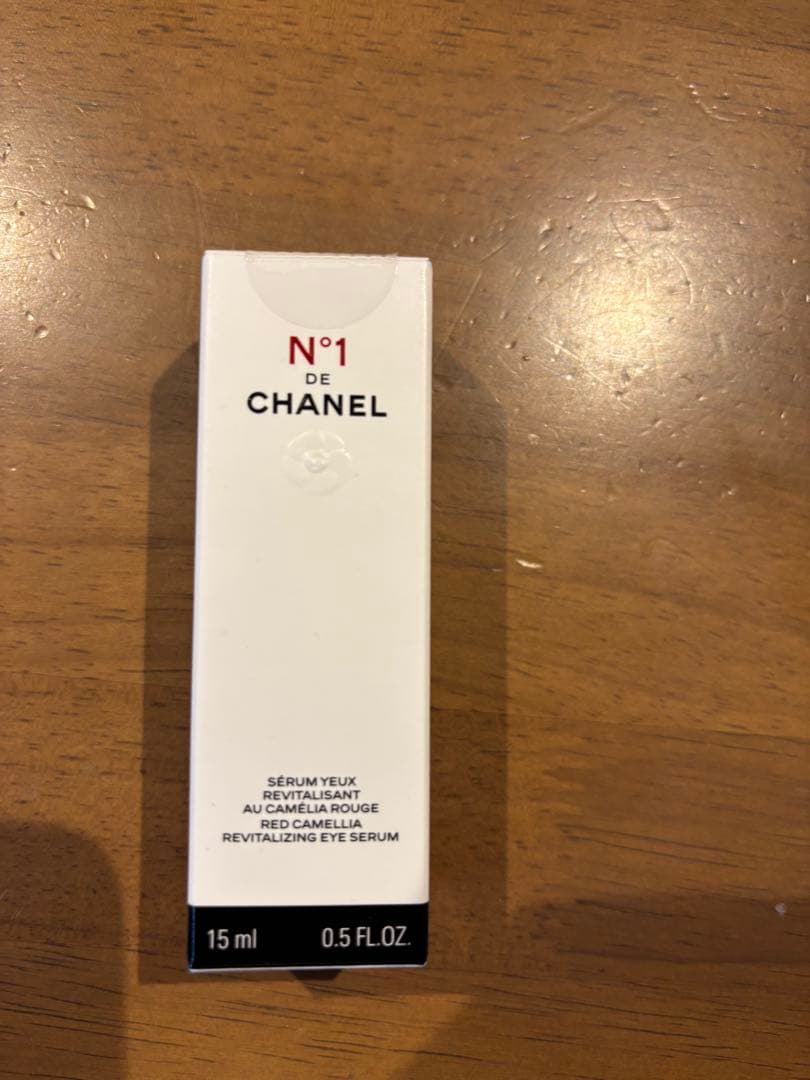 N°1
DE
CHANEL
SÉRUM YEUX
REVITALISANT
AU CAMÉLIA ROUGE
RED CAMELLIA
REVITALIZING EYE SERUM
15 ml 0.5 FL.OZ.